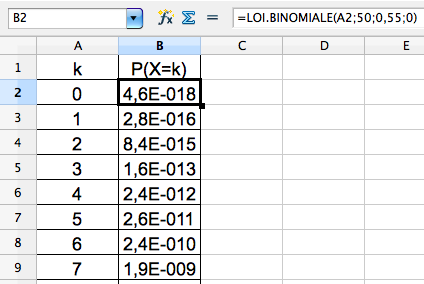 B2 =LOI.BINOMIALE(A2;50;0,55;0)
A B C D E
1 k P(X=k)
2 0 4,6E-018
3 1 2,8E-016
4 2 8,4E-015
5 3 1,6E-013
6 4 2,4E-012
7 5 2,6E-011
8 6 2,4E-010
9 7 1,9E-009